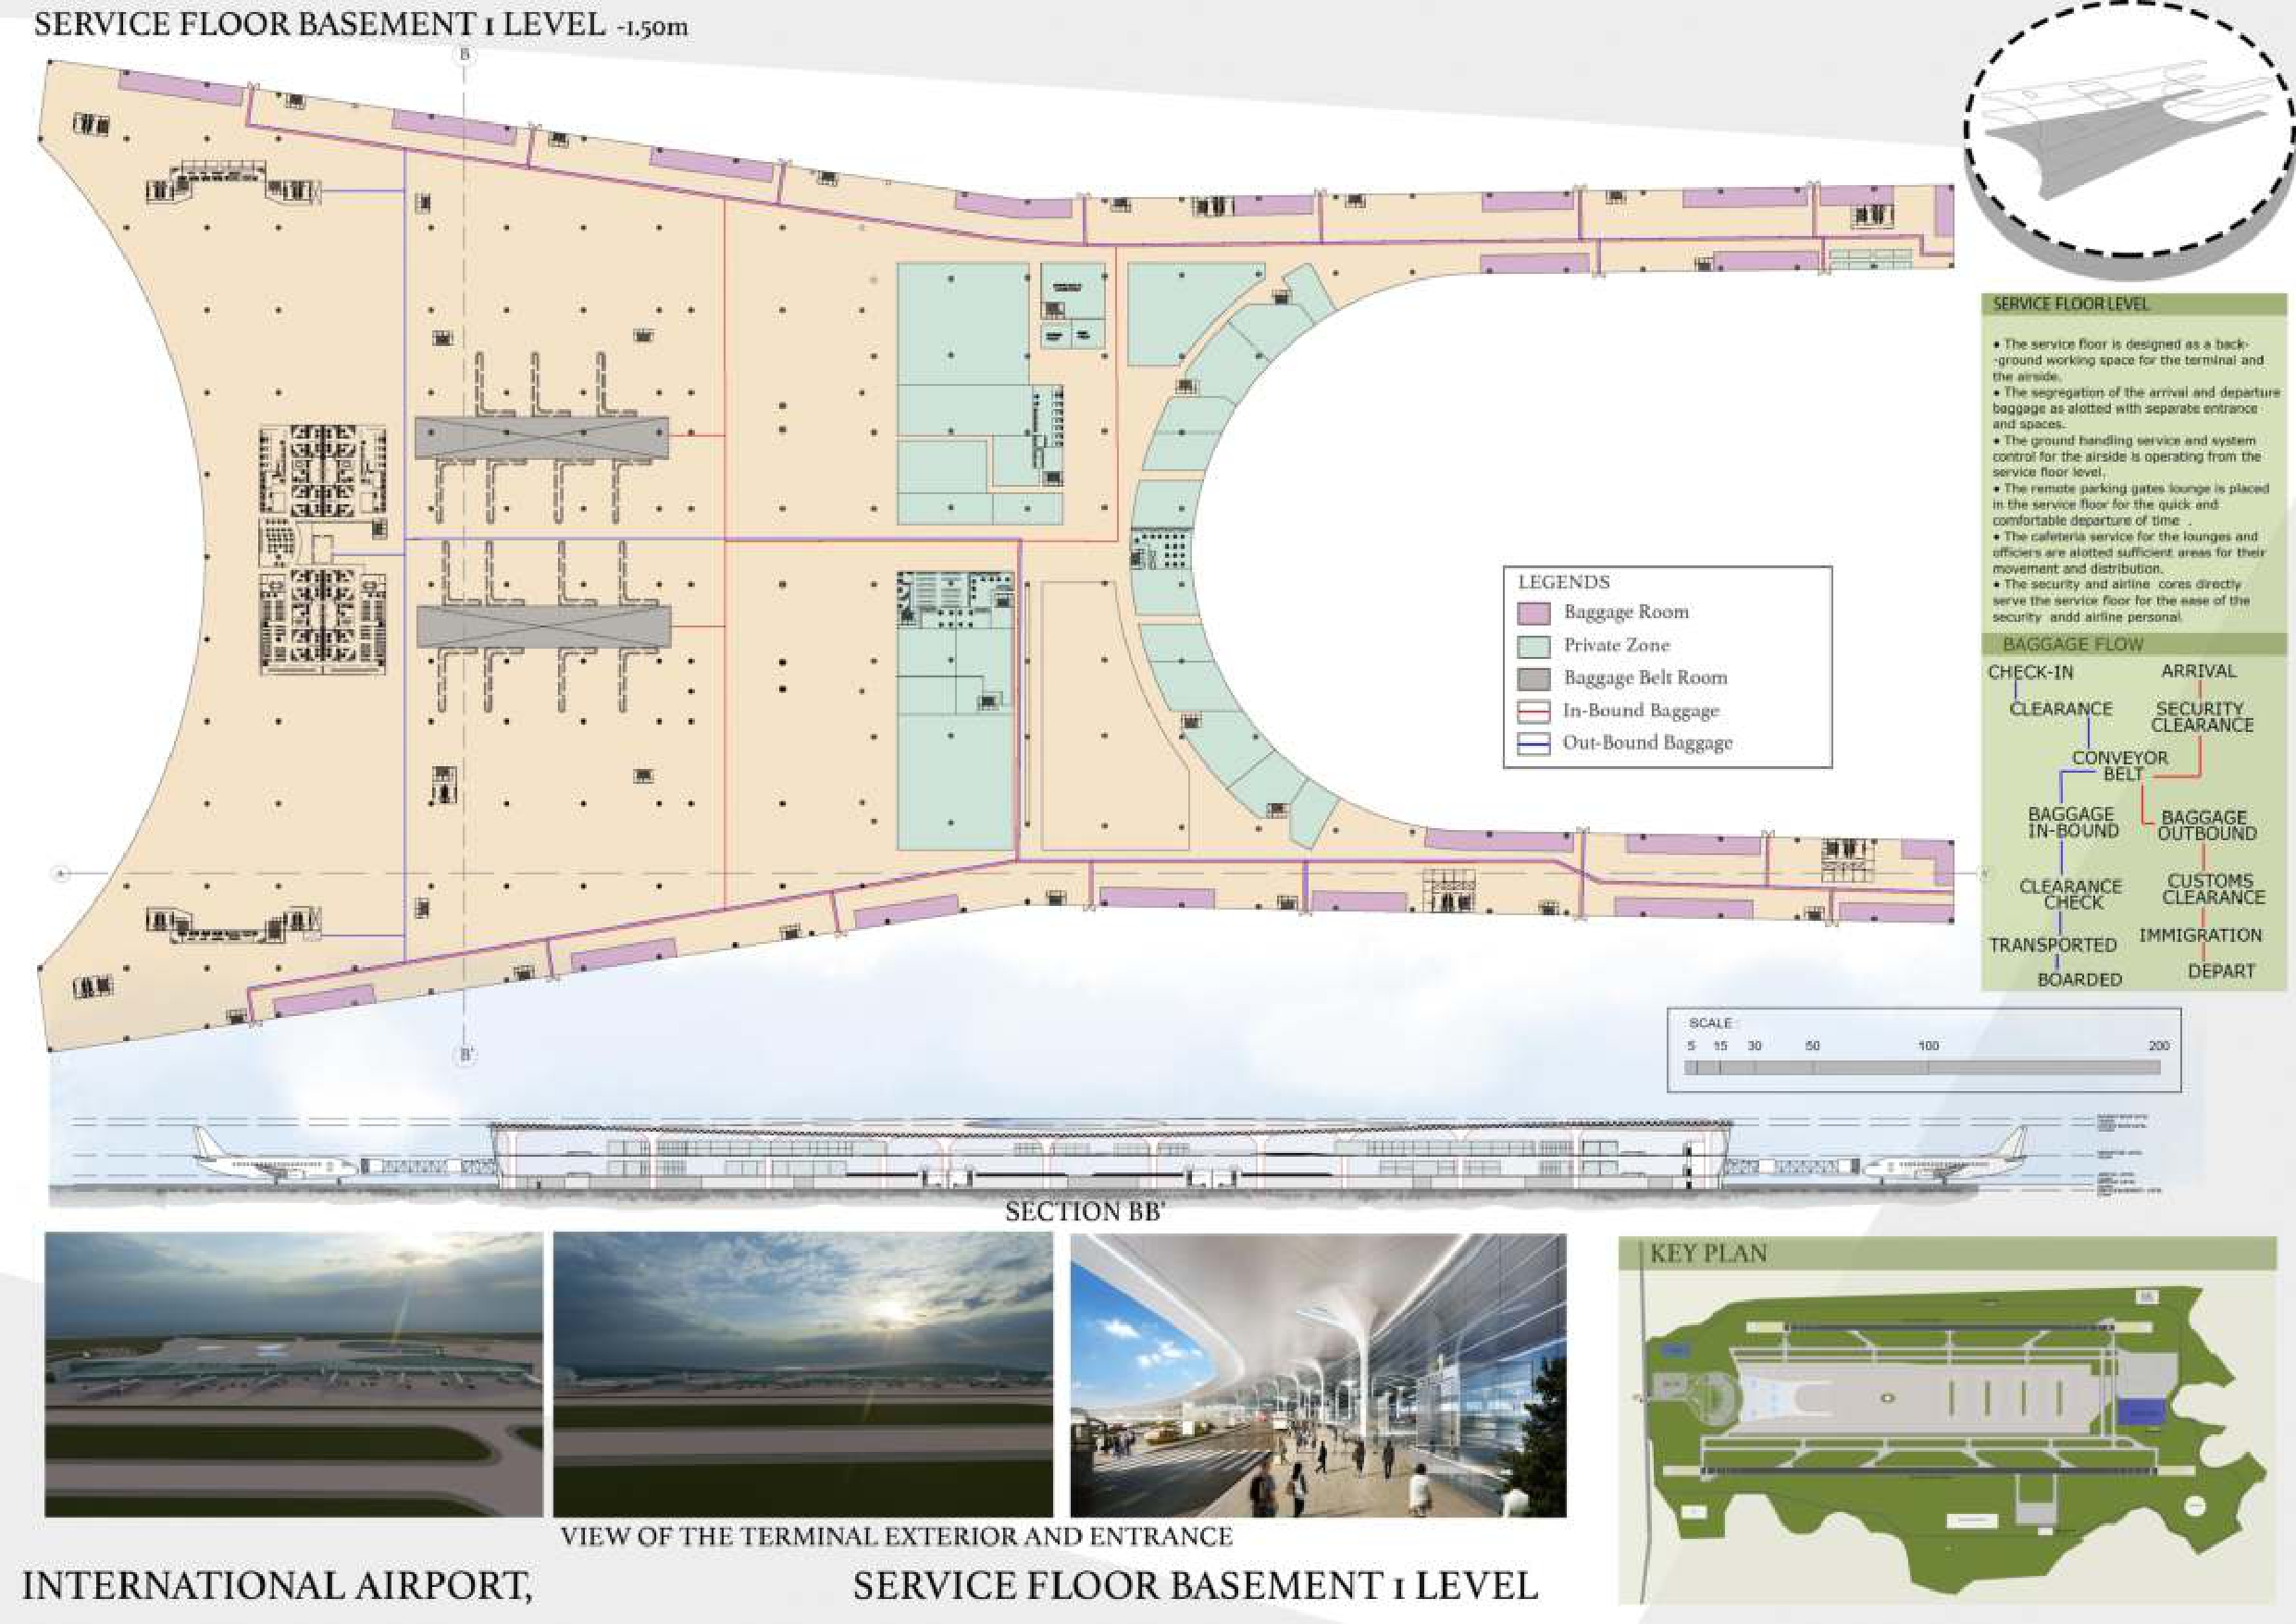 SERVICE FLOOR BASEMENT 1 LEVEL -1.50m
B
SERVICE FLOOR LEVEL
• The service floor is designed as a back-
-ground working space for the terminal and
the airside.
• The segregation of the arrival and departure
baggage as alotted with separate entrance
and spaces.
• The ground handling service and system
control for the airside is operating from the
service floor level.
• The remote parking gates lounge is placed
in the service floor for the quick and
comfortable departure of time .
• The cafeteria service for the lounges and
officiers are alotted sufficient areas for their
movement and distribution.
• The security and airline cores directly
serve the service floor for the ease of the
security andd airline personal
LEGENDS
Baggage Room
Private Zone
Baggage Belt Room
In-Bound Baggage
Out-Bound Baggage
BAGGAGE FLOW
CHECK-IN
ARRIVAL
CLEARANCE
SECURITY
CLEARANCE
CONVEYOR
BELT
BAGGAGE
IN-BOUND
BAGGAGE
OUTBOUND
CLEARANCE
CHECK
CUSTOMS
CLEARANCE
TRANSPORTED
IMMIGRATION
BOARDED
DEPART
A
B'
SCALE :
5 15 30 50 100 200
SECTION BB'
KEY PLAN
VIEW OF THE TERMINAL EXTERIOR AND ENTRANCE
INTERNATIONAL AIRPORT,
SERVICE FLOOR BASEMENT 1 LEVEL